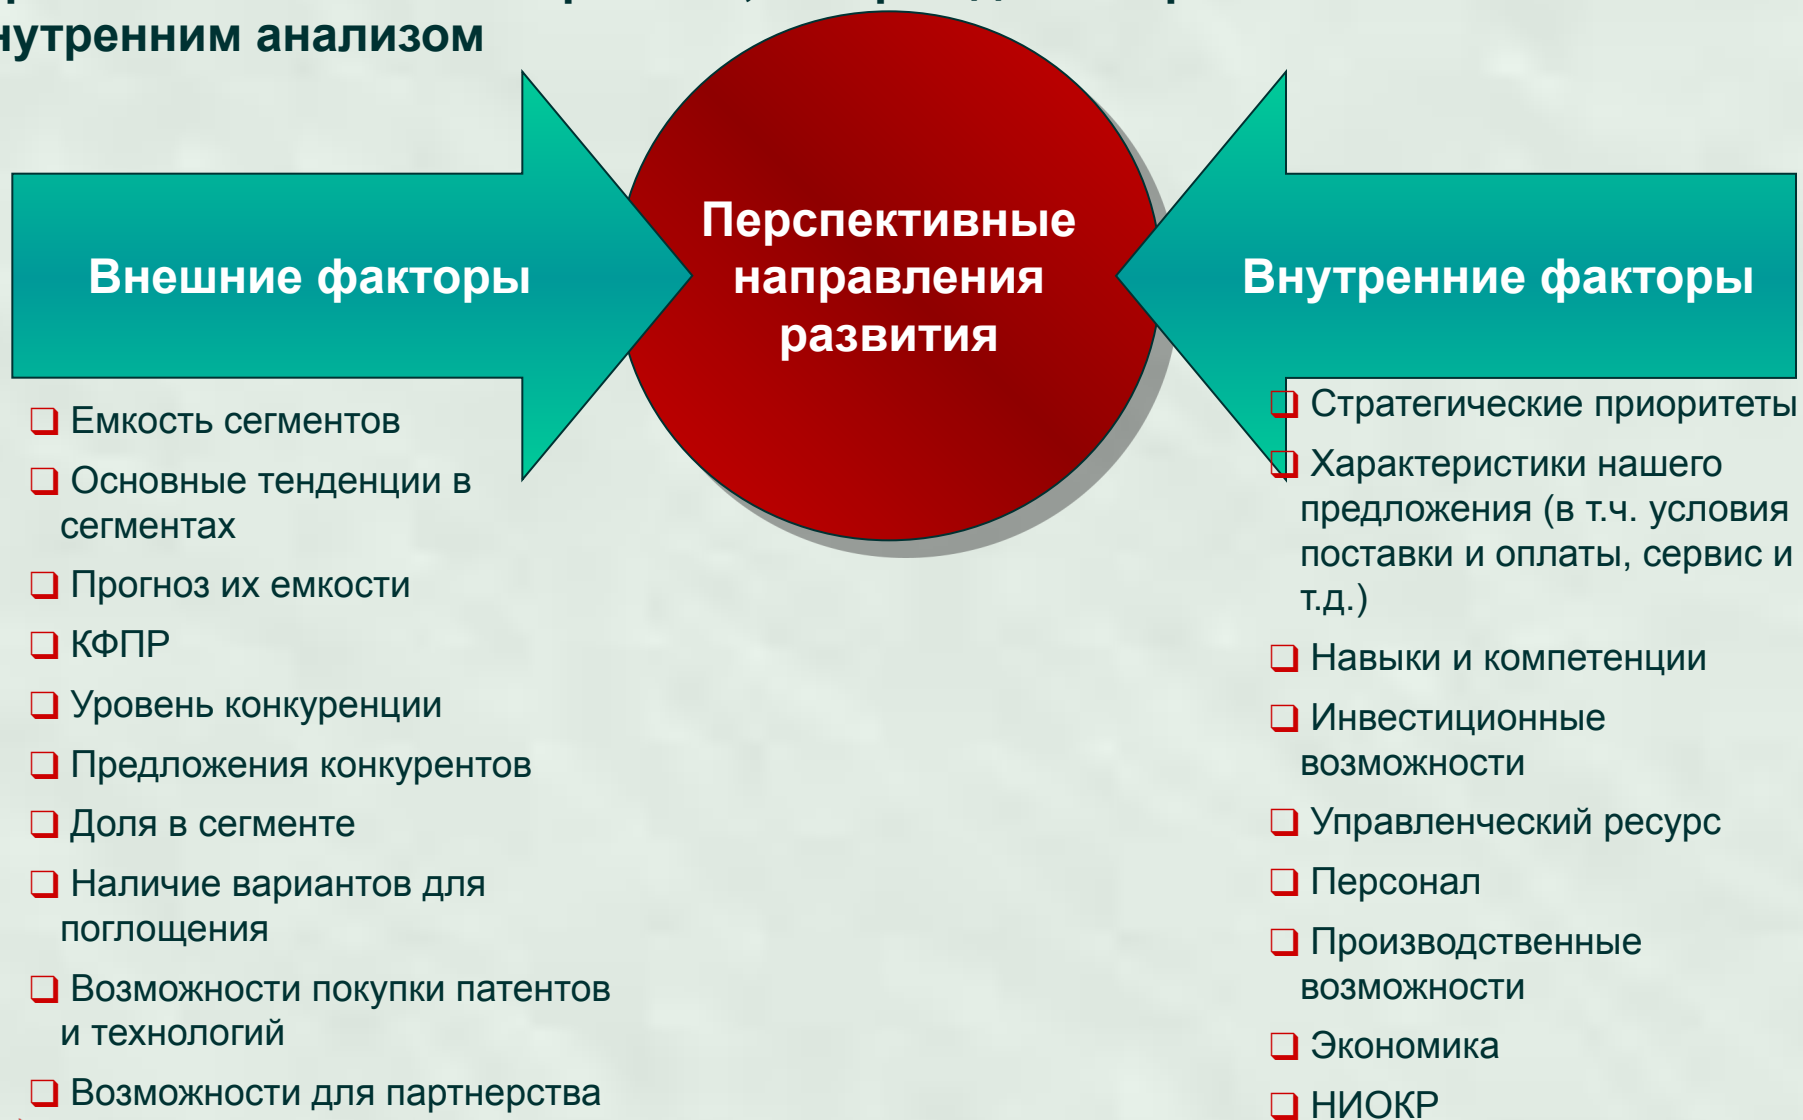 нутренним анализом
Внешние факторы
Перспективные
направления
развития
Внутренние факторы
Емкость сегментов
Основные тенденции в
сегментах
Прогноз их емкости
КФПР
Уровень конкуренции
Предложения конкурентов
Доля в сегменте
Наличие вариантов для
поглощения
Возможности покупки патентов
и технологий
Возможности для партнерства
Стратегические приоритеты
Характеристики нашего
предложения (в т.ч. условия
поставки и оплаты, сервис и
т.д.)
Навыки и компетенции
Инвестиционные
возможности
Управленческий ресурс
Персонал
Производственные
возможности
Экономика
НИОКР